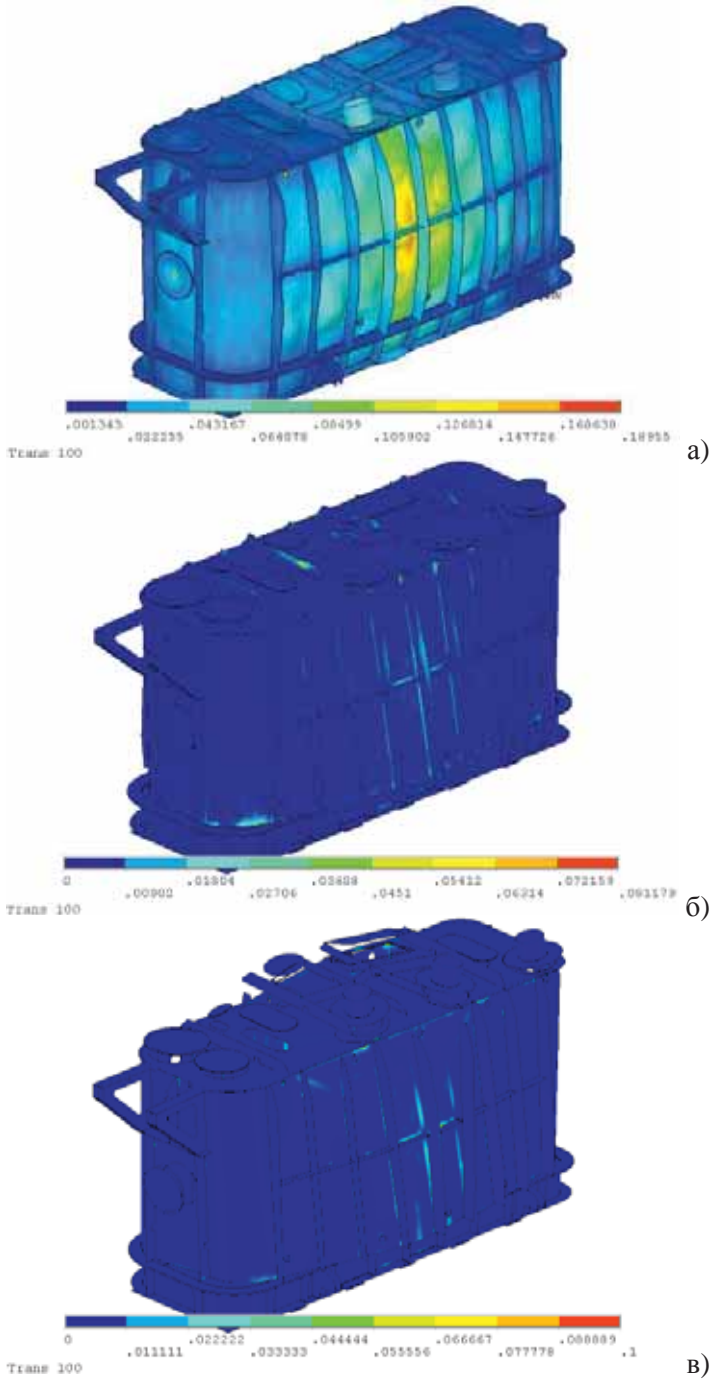 .001343 .043167 .08499 .126814 .168638
.022255 .064078 .105902 .147726 .18955
Trans 100
а)
0 .01804 .03608 .05412 .072159
.00902 .02706 .0451 .06314 .081179
Trans 100
б)
0 .022222 .044444 .066667 .088889
.011111 .033333 .055556 .077778 .1
Trans 100
в)